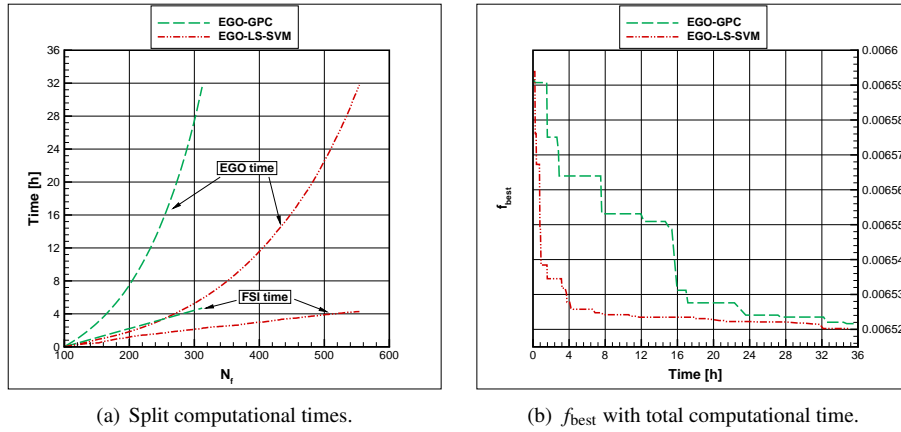 EGO-GPC
EGO-LS-SVM
36
32
28
24
20
16
12
8
4
0
Time [h]
EGO time
FSI time
100
200
300
400
500
600
N_f
(a) Split computational times.
EGO-GPC
EGO-LS-SVM
0.0066
0.00659
0.00658
0.00657
0.00656
0.00655
0.00654
0.00653
0.00652
f_best
0
4
8
12
16
20
24
28
32
36
Time [h]
(b) f_best with total computational time.